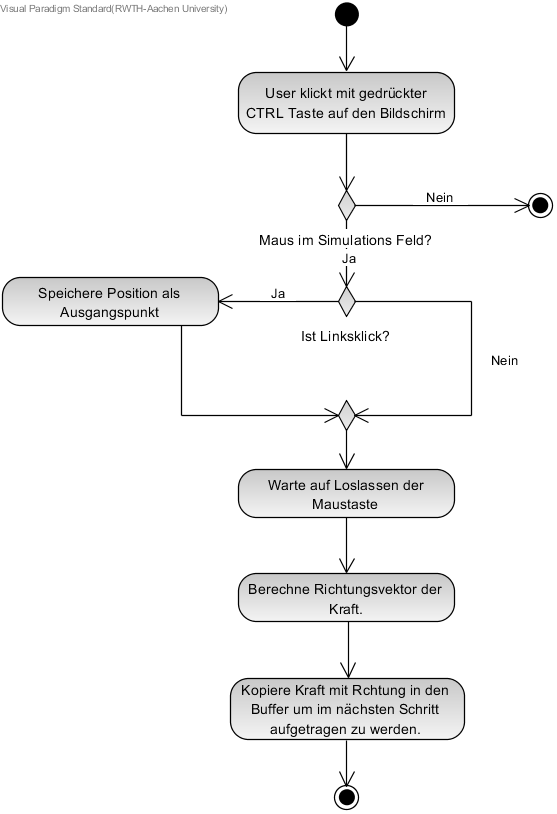 Visual Paradigm Standard(RWTH-Aachen University)
User klickt mit gedrückter
CTRL Taste auf den Bildschirm
Nein
Maus im Simulations Feld?
Ja
Speichere Position als
Ausgangspunkt
Ja
Ist Linksklick?
Nein
Warte auf Loslassen der
Maustaste
Berechne Richtungsvektor der
Kraft.
Kopiere Kraft mit Rchtung in den
Buffer um im nächsten Schritt
aufgetragen zu werden.